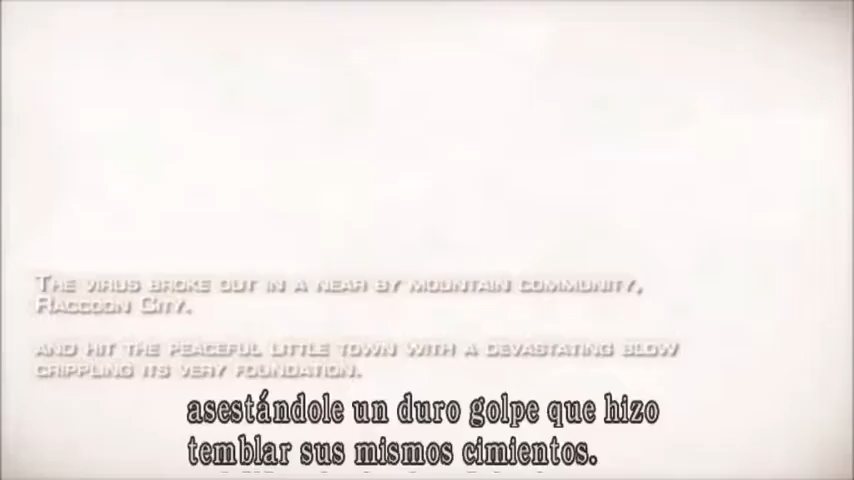 THE VIRUS BROKE OUT IN A NEAR BY MOUNTAIN COMMUNITY,
RACCOON CITY.
AND HIT THE PEACEFUL LITTLE TOWN WITH A DEVASTATING BLOW
CRIPPLING ITS VERY FOUNDATION.
asestándole un duro golpe que hizo
temblar sus mismos cimientos.